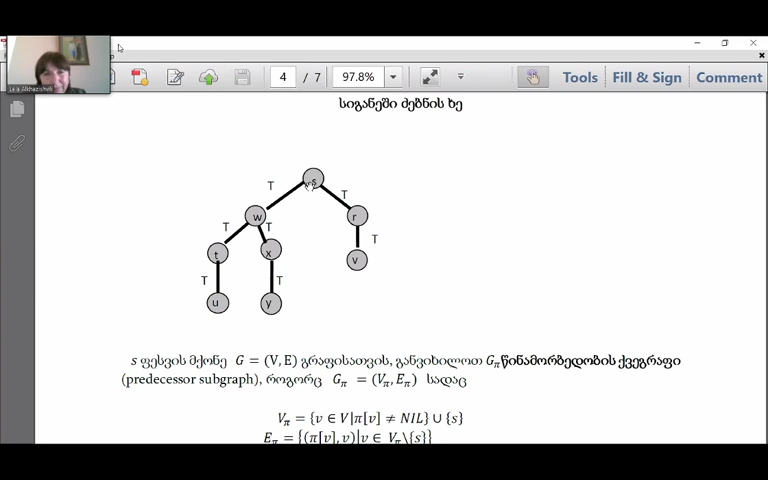 4 / 7
97.8%
Tools
Fill & Sign
Comment
სიგანეში ძებნის ხე
T
s
T
w
r
T
T
T
t
x
v
T
T
u
y
s ფესვის მქონე G = (V, E) გრაფისათვის, განვიხილოთ Gπ წინამორბედობის ქვეგრაფი
(predecessor subgraph), როგორც Gπ = (Vπ, Eπ) სადაც
Vπ = {v ∈ V|π[v] ≠ NIL} ∪ {s}
Eπ = {(π[v], v)|v ∈ Vπ\{s}}